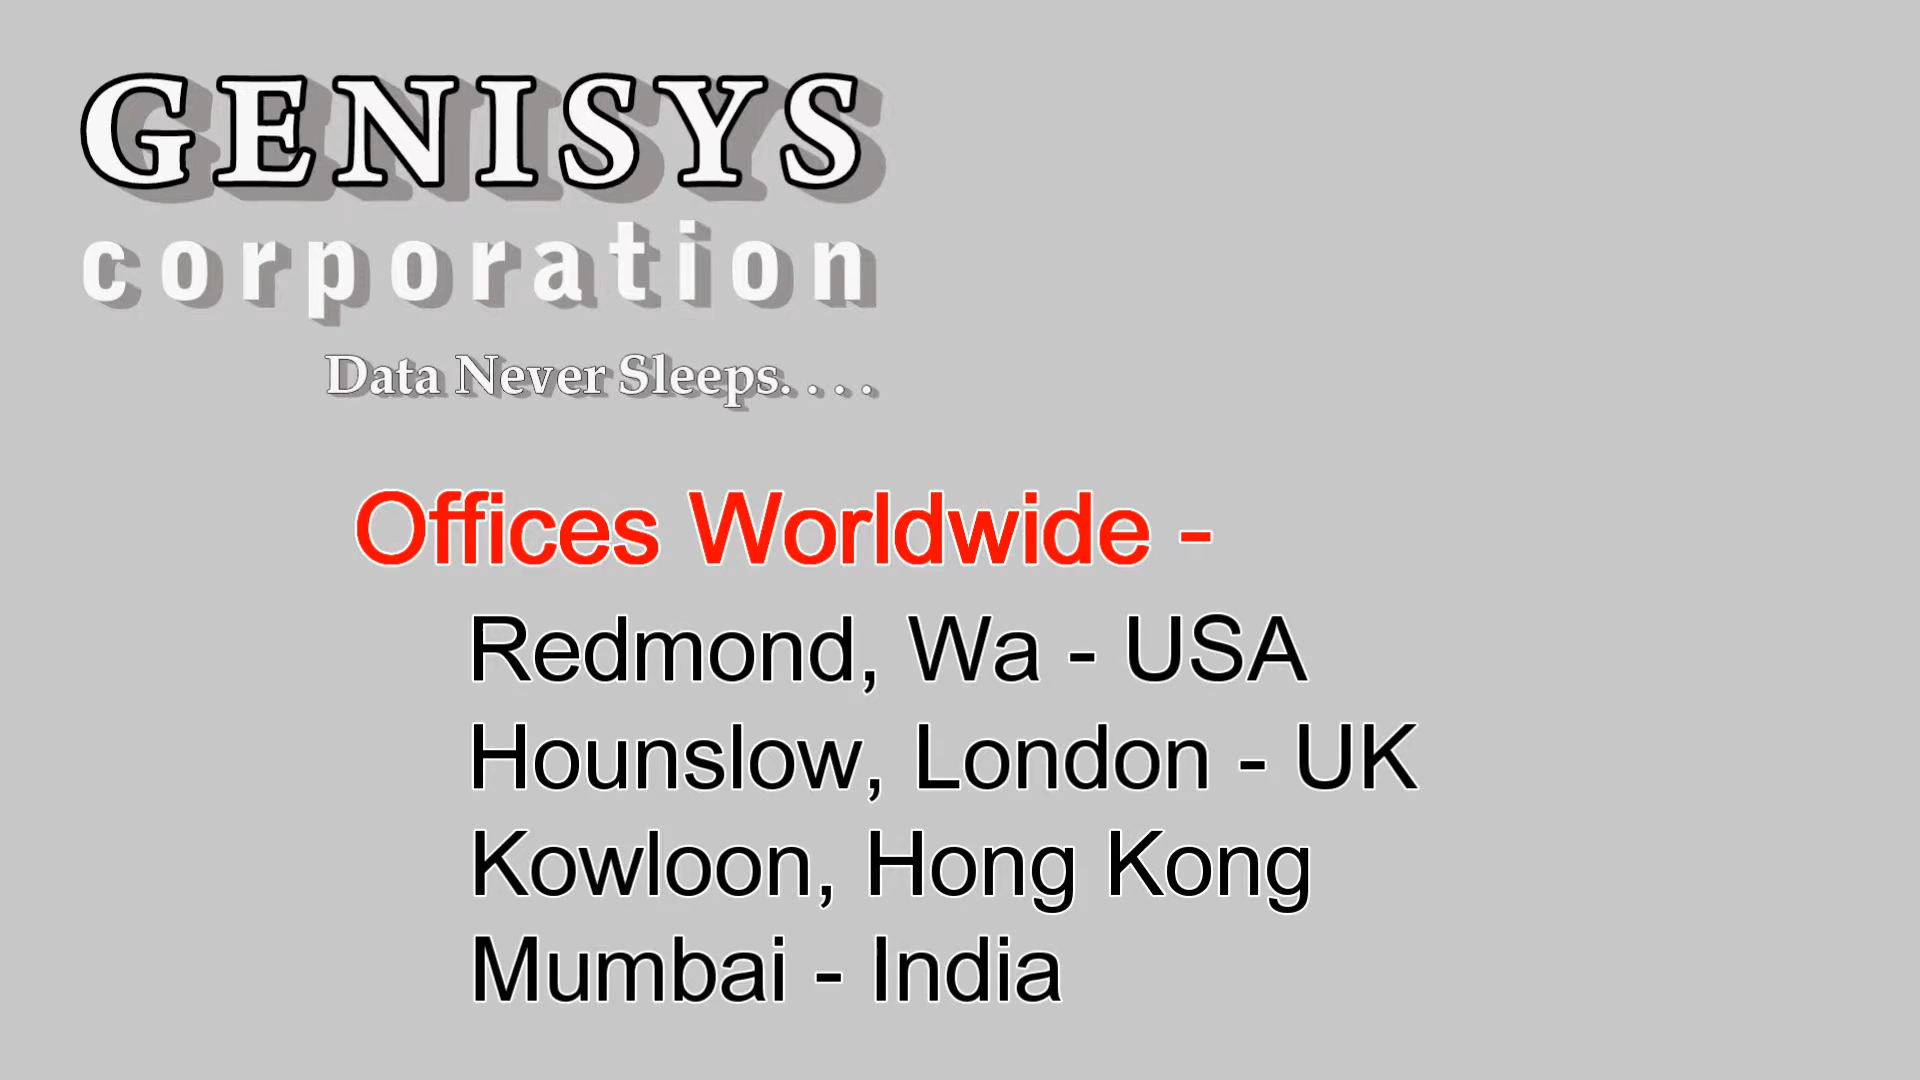 GENISYS
corporation
Data Never Sleeps. . . .
Offices Worldwide -
Redmond, Wa - USA
Hounslow, London - UK
Kowloon, Hong Kong
Mumbai - India